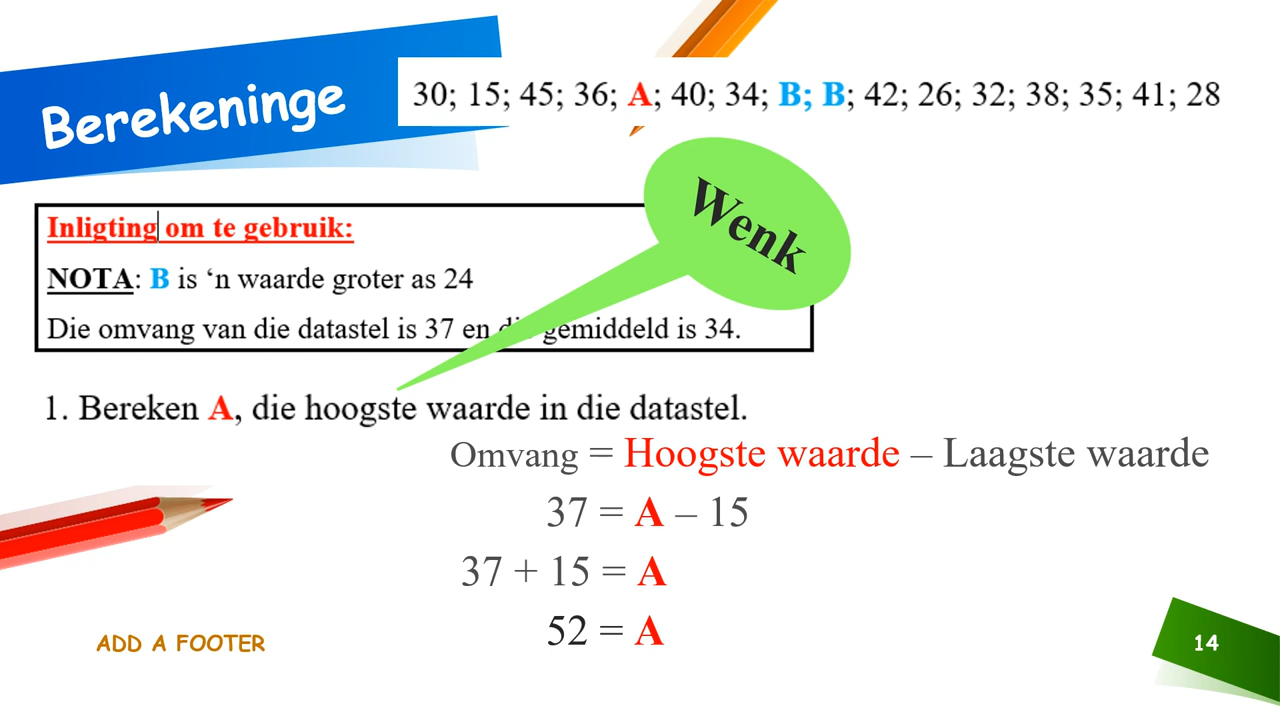 Berekeninge
30; 15; 45; 36; A; 40; 34; B; B; 42; 26; 32; 38; 35; 41; 28
Wenk
Inligting om te gebruik:
NOTA: B is ‘n waarde groter as 24
Die omvang van die datastel is 37 en die gemiddeld is 34.
1. Bereken A, die hoogste waarde in die datastel.
Omvang = Hoogste waarde – Laagste waarde
37 = A – 15
37 + 15 = A
52 = A
ADD A FOOTER
14